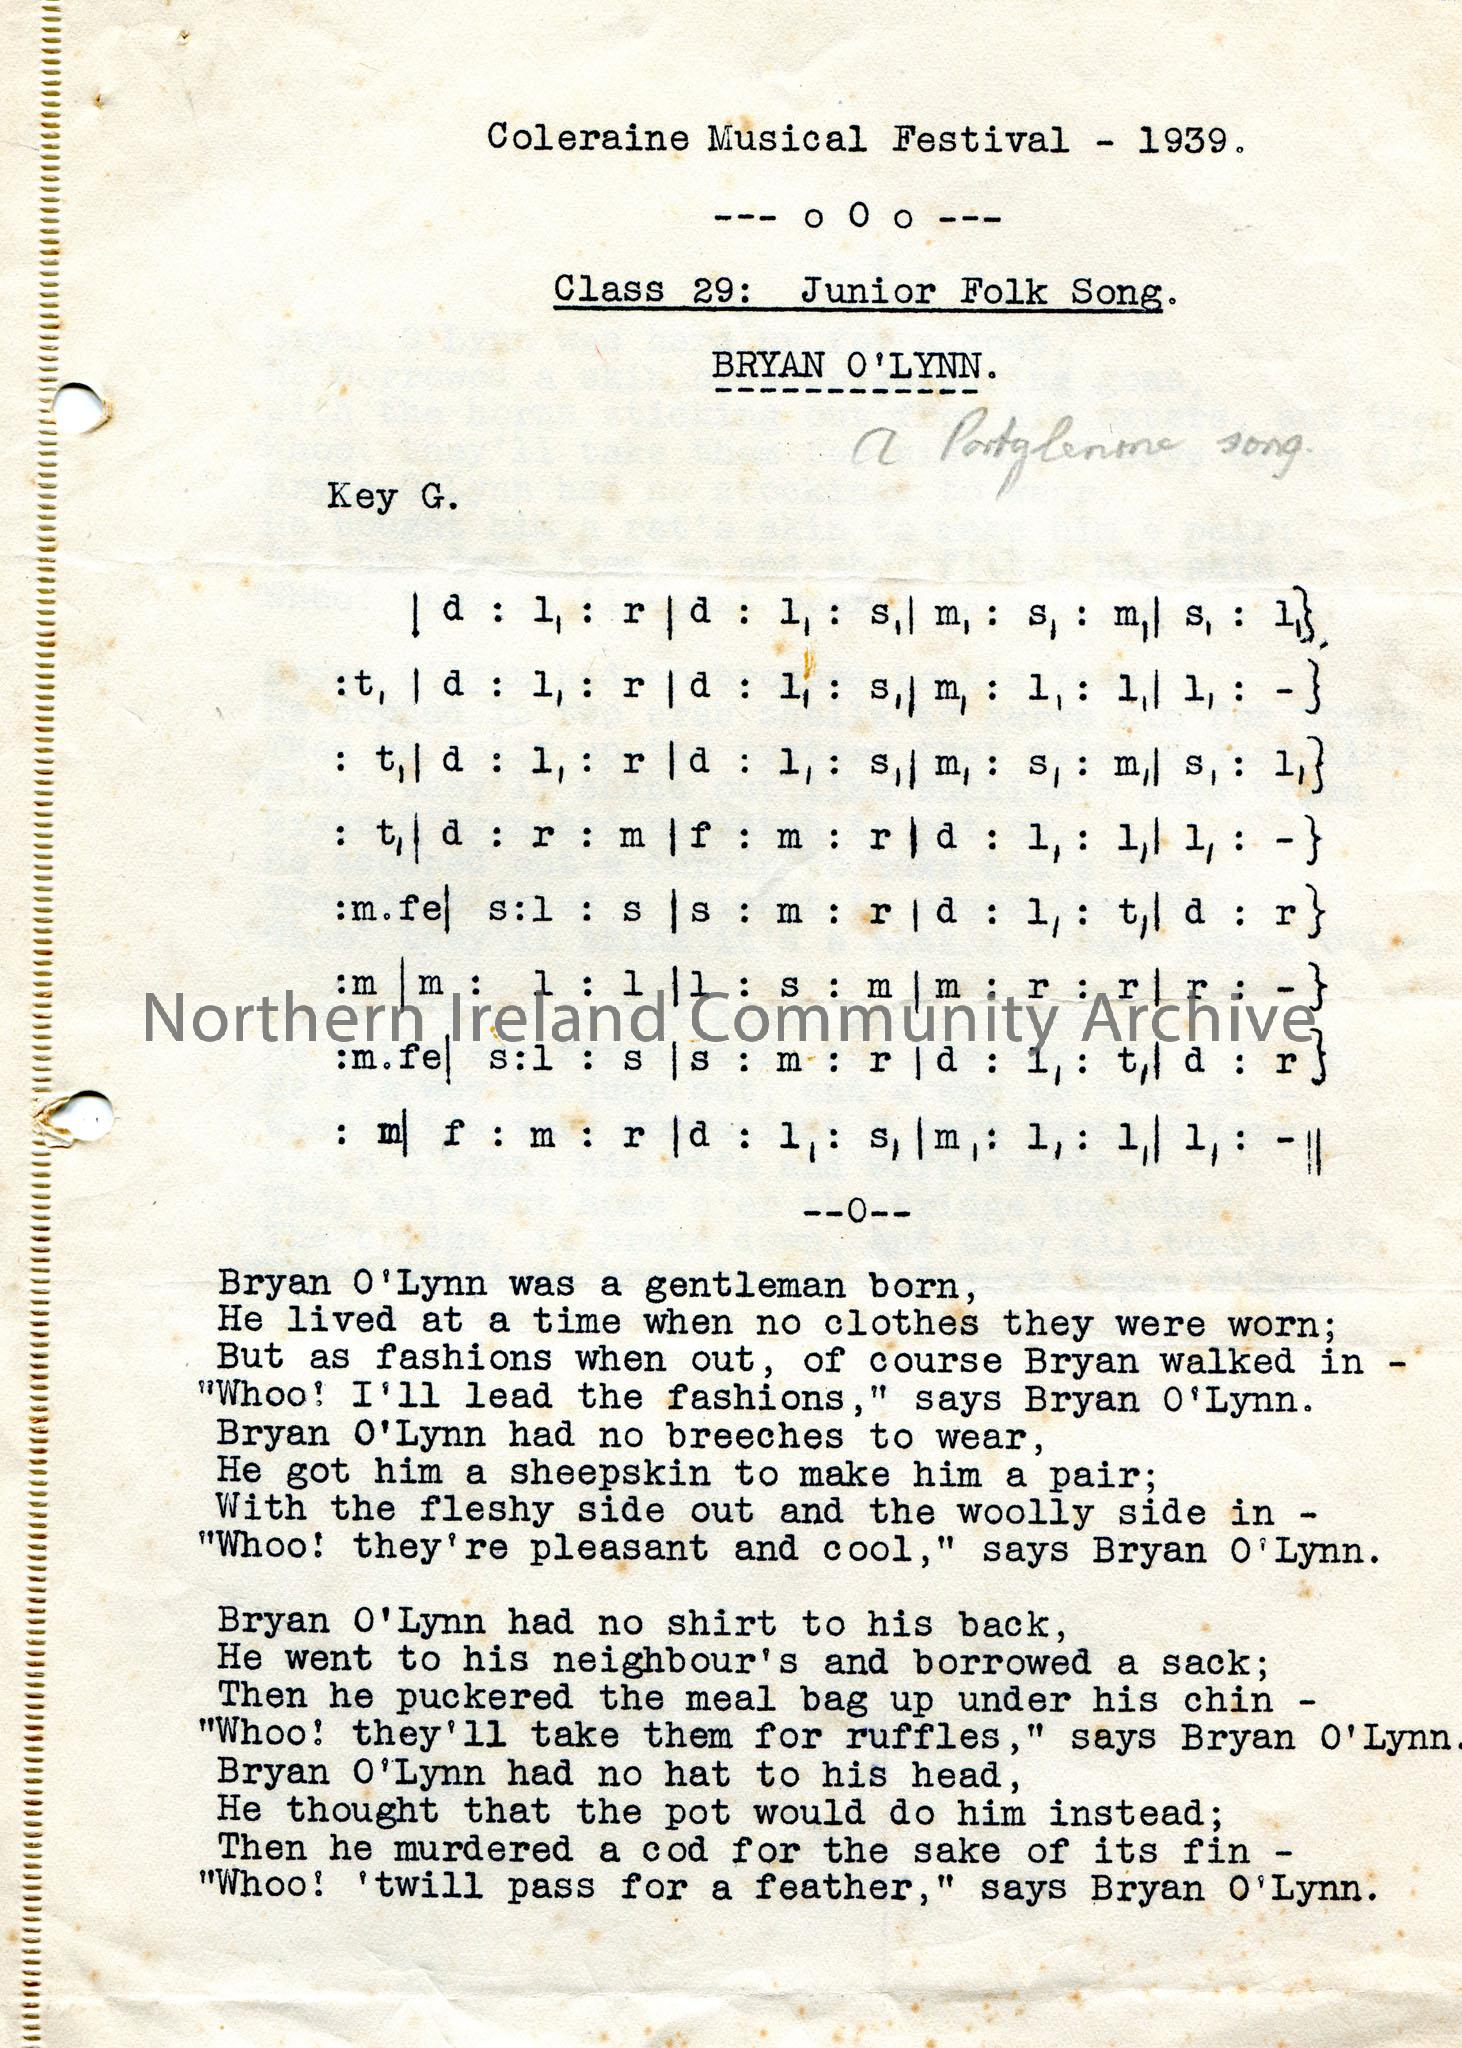 Coleraine Musical Festival - 1939.
--- o O o ---
Class 29:  Junior Folk Song.
BRYAN O'LYNN.
a Portglenone song.
Key G.
| d : l, : r | d : l, : s,| m, : s, : m,| s, : l,}
:t, | d : l, : r | d : l, : s,| m, : l, : l,| l, : - }
: t,| d : l, : r | d : l, : s,| m, : s, : m,| s, : l,}
: t,| d : r : m | f : m : r | d : l, : l,| l, : - }
:m.fe| s:l : s | s : m : r | d : l, : t,| d : r }
:m | m : l : l | l : s : m | m : r : r | r : - }
Northern Ireland Community Archive
:m.fe| s:l : s | s : m : r | d : l, : t,| d : r }
: m| f : m : r | d : l, : s, | m, : l, : l,| l, : - ||
--O--
Bryan O'Lynn was a gentleman born,
He lived at a time when no clothes they were worn;
But as fashions when out, of course Bryan walked in -
"Whoo! I'll lead the fashions," says Bryan O'Lynn.
Bryan O'Lynn had no breeches to wear,
He got him a sheepskin to make him a pair;
With the fleshy side out and the woolly side in -
"Whoo! they're pleasant and cool," says Bryan O'Lynn.
Bryan O'Lynn had no shirt to his back,
He went to his neighbour's and borrowed a sack;
Then he puckered the meal bag up under his chin -
"Whoo! they'll take them for ruffles," says Bryan O'Lynn.
Bryan O'Lynn had no hat to his head,
He thought that the pot would do him instead;
Then he murdered a cod for the sake of its fin -
"Whoo! 'twill pass for a feather," says Bryan O'Lynn.